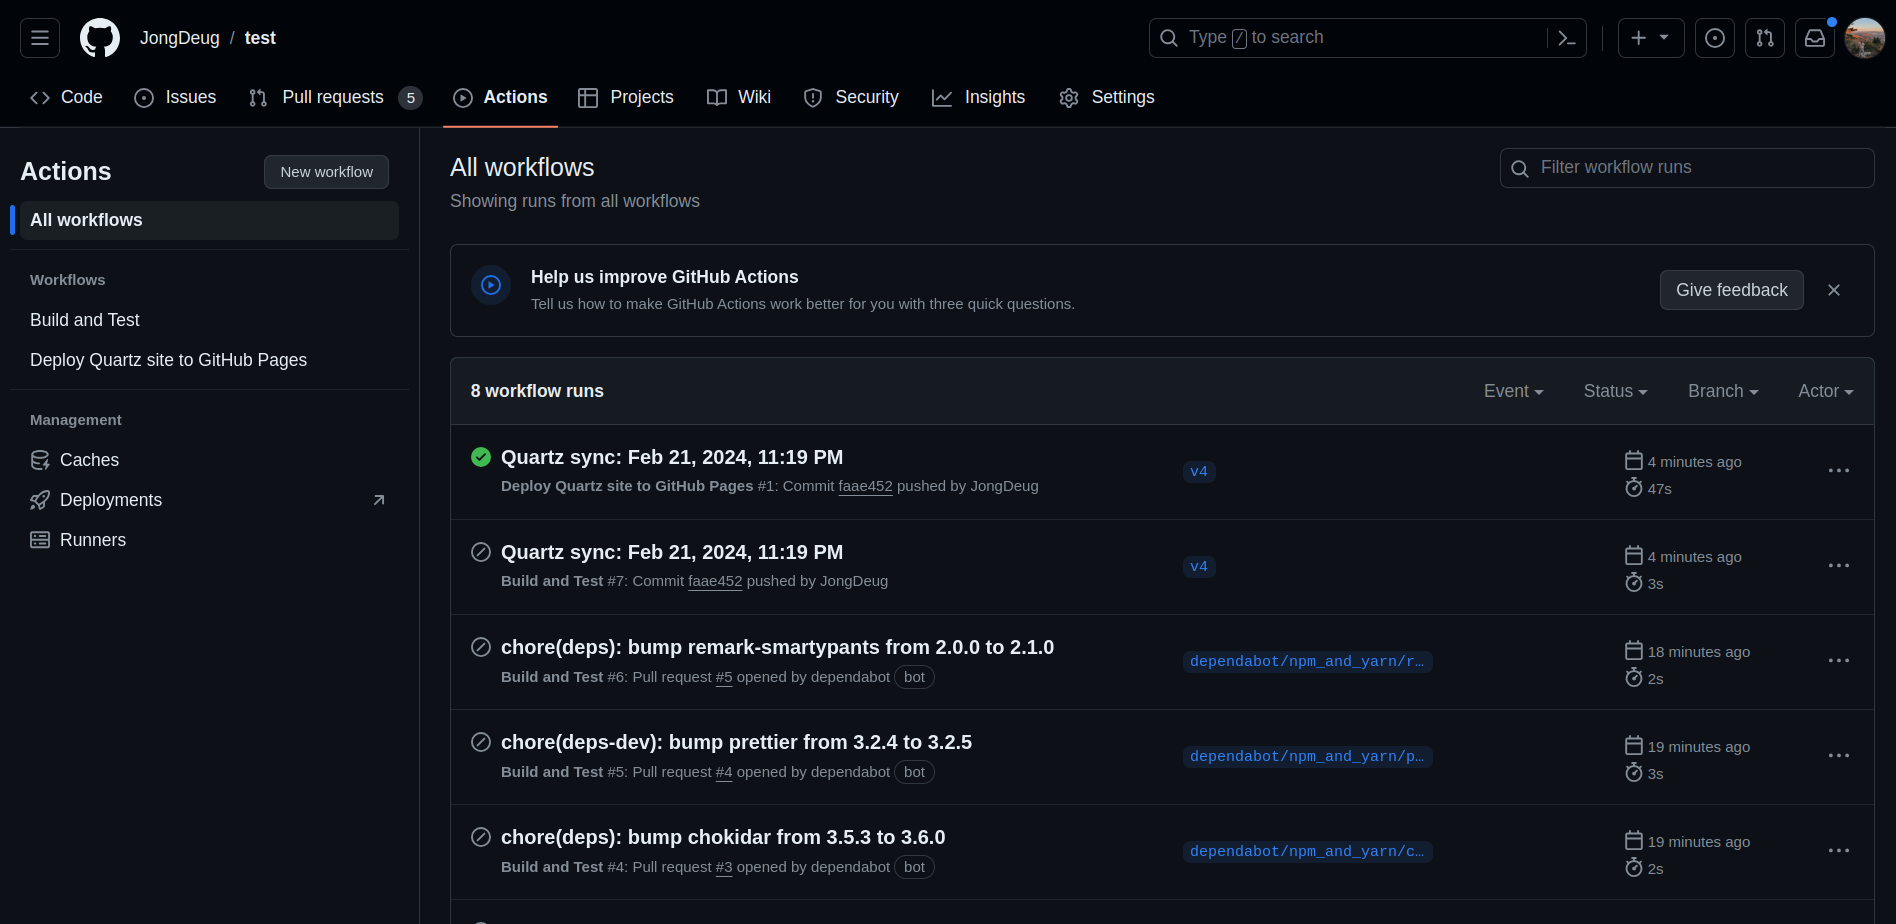 JongDeug / test
Type / to search
Code
Issues
Pull requests 5
Actions
Projects
Wiki
Security
Insights
Settings
Actions
New workflow
All workflows
Workflows
Build and Test
Deploy Quartz site to GitHub Pages
Management
Caches
Deployments
Runners
All workflows
Showing runs from all workflows
Filter workflow runs
Help us improve GitHub Actions
Tell us how to make GitHub Actions work better for you with three quick questions.
Give feedback
8 workflow runs
Event
Status
Branch
Actor
Quartz sync: Feb 21, 2024, 11:19 PM
Deploy Quartz site to GitHub Pages #1: Commit faae452 pushed by JongDeug
v4
4 minutes ago
47s
Quartz sync: Feb 21, 2024, 11:19 PM
Build and Test #7: Commit faae452 pushed by JongDeug
v4
4 minutes ago
3s
chore(deps): bump remark-smartypants from 2.0.0 to 2.1.0
Build and Test #6: Pull request #5 opened by dependabot bot
dependabot/npm_and_yarn/r…
18 minutes ago
2s
chore(deps-dev): bump prettier from 3.2.4 to 3.2.5
Build and Test #5: Pull request #4 opened by dependabot bot
dependabot/npm_and_yarn/p…
19 minutes ago
3s
chore(deps): bump chokidar from 3.5.3 to 3.6.0
Build and Test #4: Pull request #3 opened by dependabot bot
dependabot/npm_and_yarn/c…
19 minutes ago
2s